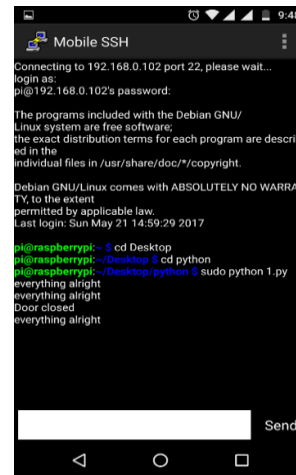 9:48
Mobile SSH
Connecting to 192.168.0.102 port 22, please wait...
login as:
pi@192.168.0.102's password:
The programs included with the Debian GNU/
Linux system are free software;
the exact distribution terms for each program are descri
ed in the
individual files in /usr/share/doc/*/copyright.
Debian GNU/Linux comes with ABSOLUTELY NO WARRA
TY, to the extent
permitted by applicable law.
Last login: Sun May 21 14:59:29 2017
pi@raspberrypi:~ $ cd Desktop
pi@raspberrypi:~/Desktop $ cd python
pi@raspberrypi:~/Desktop/python $ sudo python 1.py
everything alright
everything alright
Door closed
everything alright
Send